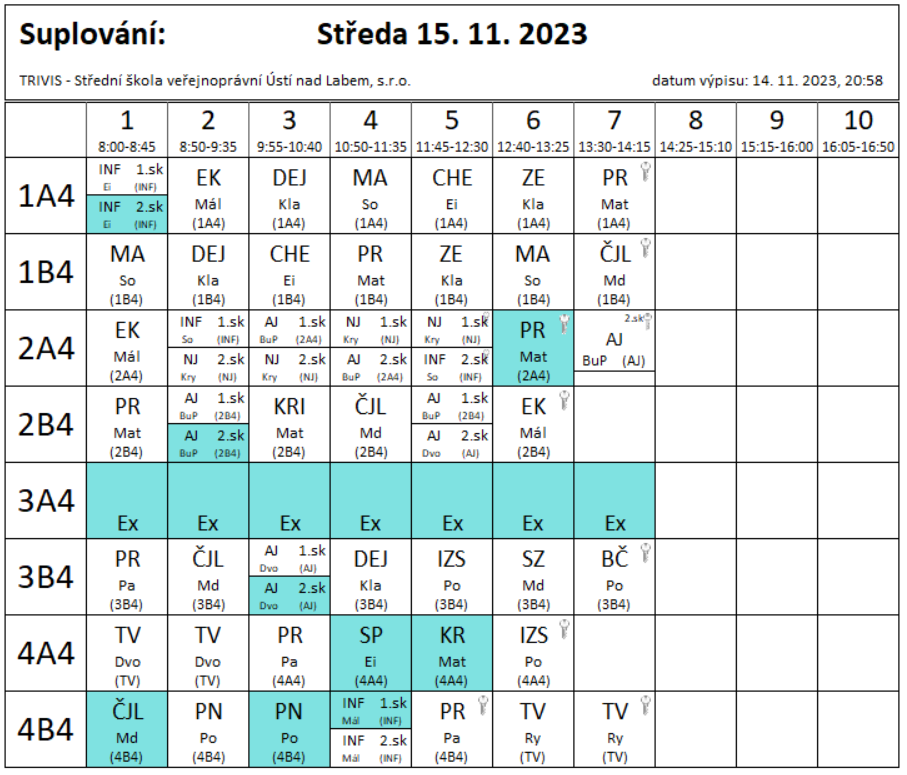 Suplování: Středa 15. 11. 2023
TRIVIS - Střední škola veřejnoprávní Ústí nad Labem, s.r.o. datum výpisu: 14. 11. 2023, 20:58
1 2 3 4 5 6 7 8 9 10
8:00-8:45 8:50-9:35 9:55-10:40 10:50-11:35 11:45-12:30 12:40-13:25 13:30-14:15 14:25-15:10 15:15-16:00 16:05-16:50
1A4
INF 1.sk
Ei (INF)
INF 2.sk
Ei (INF)
EK
Mál
(1A4)
DEJ
Kla
(1A4)
MA
So
(1A4)
CHE
Ei
(1A4)
ZE
Kla
(1A4)
PR
Mat
(1A4)
1B4
MA
So
(1B4)
DEJ
Kla
(1B4)
CHE
Ei
(1B4)
PR
Mat
(1B4)
ZE
Kla
(1B4)
MA
So
(1B4)
ČJL
Md
(1B4)
2A4
EK
Mál
(2A4)
INF 1.sk
So (INF)
NJ 2.sk
Kry (NJ)
AJ 1.sk
BuP (2A4)
NJ 2.sk
Kry (NJ)
NJ 1.sk
Kry (NJ)
AJ 2.sk
BuP (2A4)
NJ 1.sk
Kry (NJ)
INF 2.sk
So (INF)
PR
Mat
(2A4)
2.sk
AJ
BuP (AJ)
2B4
PR
Mat
(2B4)
AJ 1.sk
BuP (2B4)
AJ 2.sk
BuP (2B4)
KRI
Mat
(2B4)
ČJL
Md
(2B4)
AJ 1.sk
BuP (2B4)
AJ 2.sk
Dvo (AJ)
EK
Mál
(2B4)
3A4
Ex Ex Ex Ex Ex Ex Ex
3B4
PR
Pa
(3B4)
ČJL
Md
(3B4)
AJ 1.sk
Dvo (AJ)
AJ 2.sk
Dvo (AJ)
DEJ
Kla
(3B4)
IZS
Po
(3B4)
SZ
Md
(3B4)
BČ
Po
(3B4)
4A4
TV
Dvo
(TV)
TV
Dvo
(TV)
PR
Pa
(4A4)
SP
Ei
(4A4)
KR
Mat
(4A4)
IZS
Po
(4A4)
4B4
ČJL
Md
(4B4)
PN
Po
(4B4)
PN
Po
(4B4)
INF 1.sk
Mál (INF)
INF 2.sk
Mál (INF)
PR
Pa
(4B4)
TV
Ry
(TV)
TV
Ry
(TV)